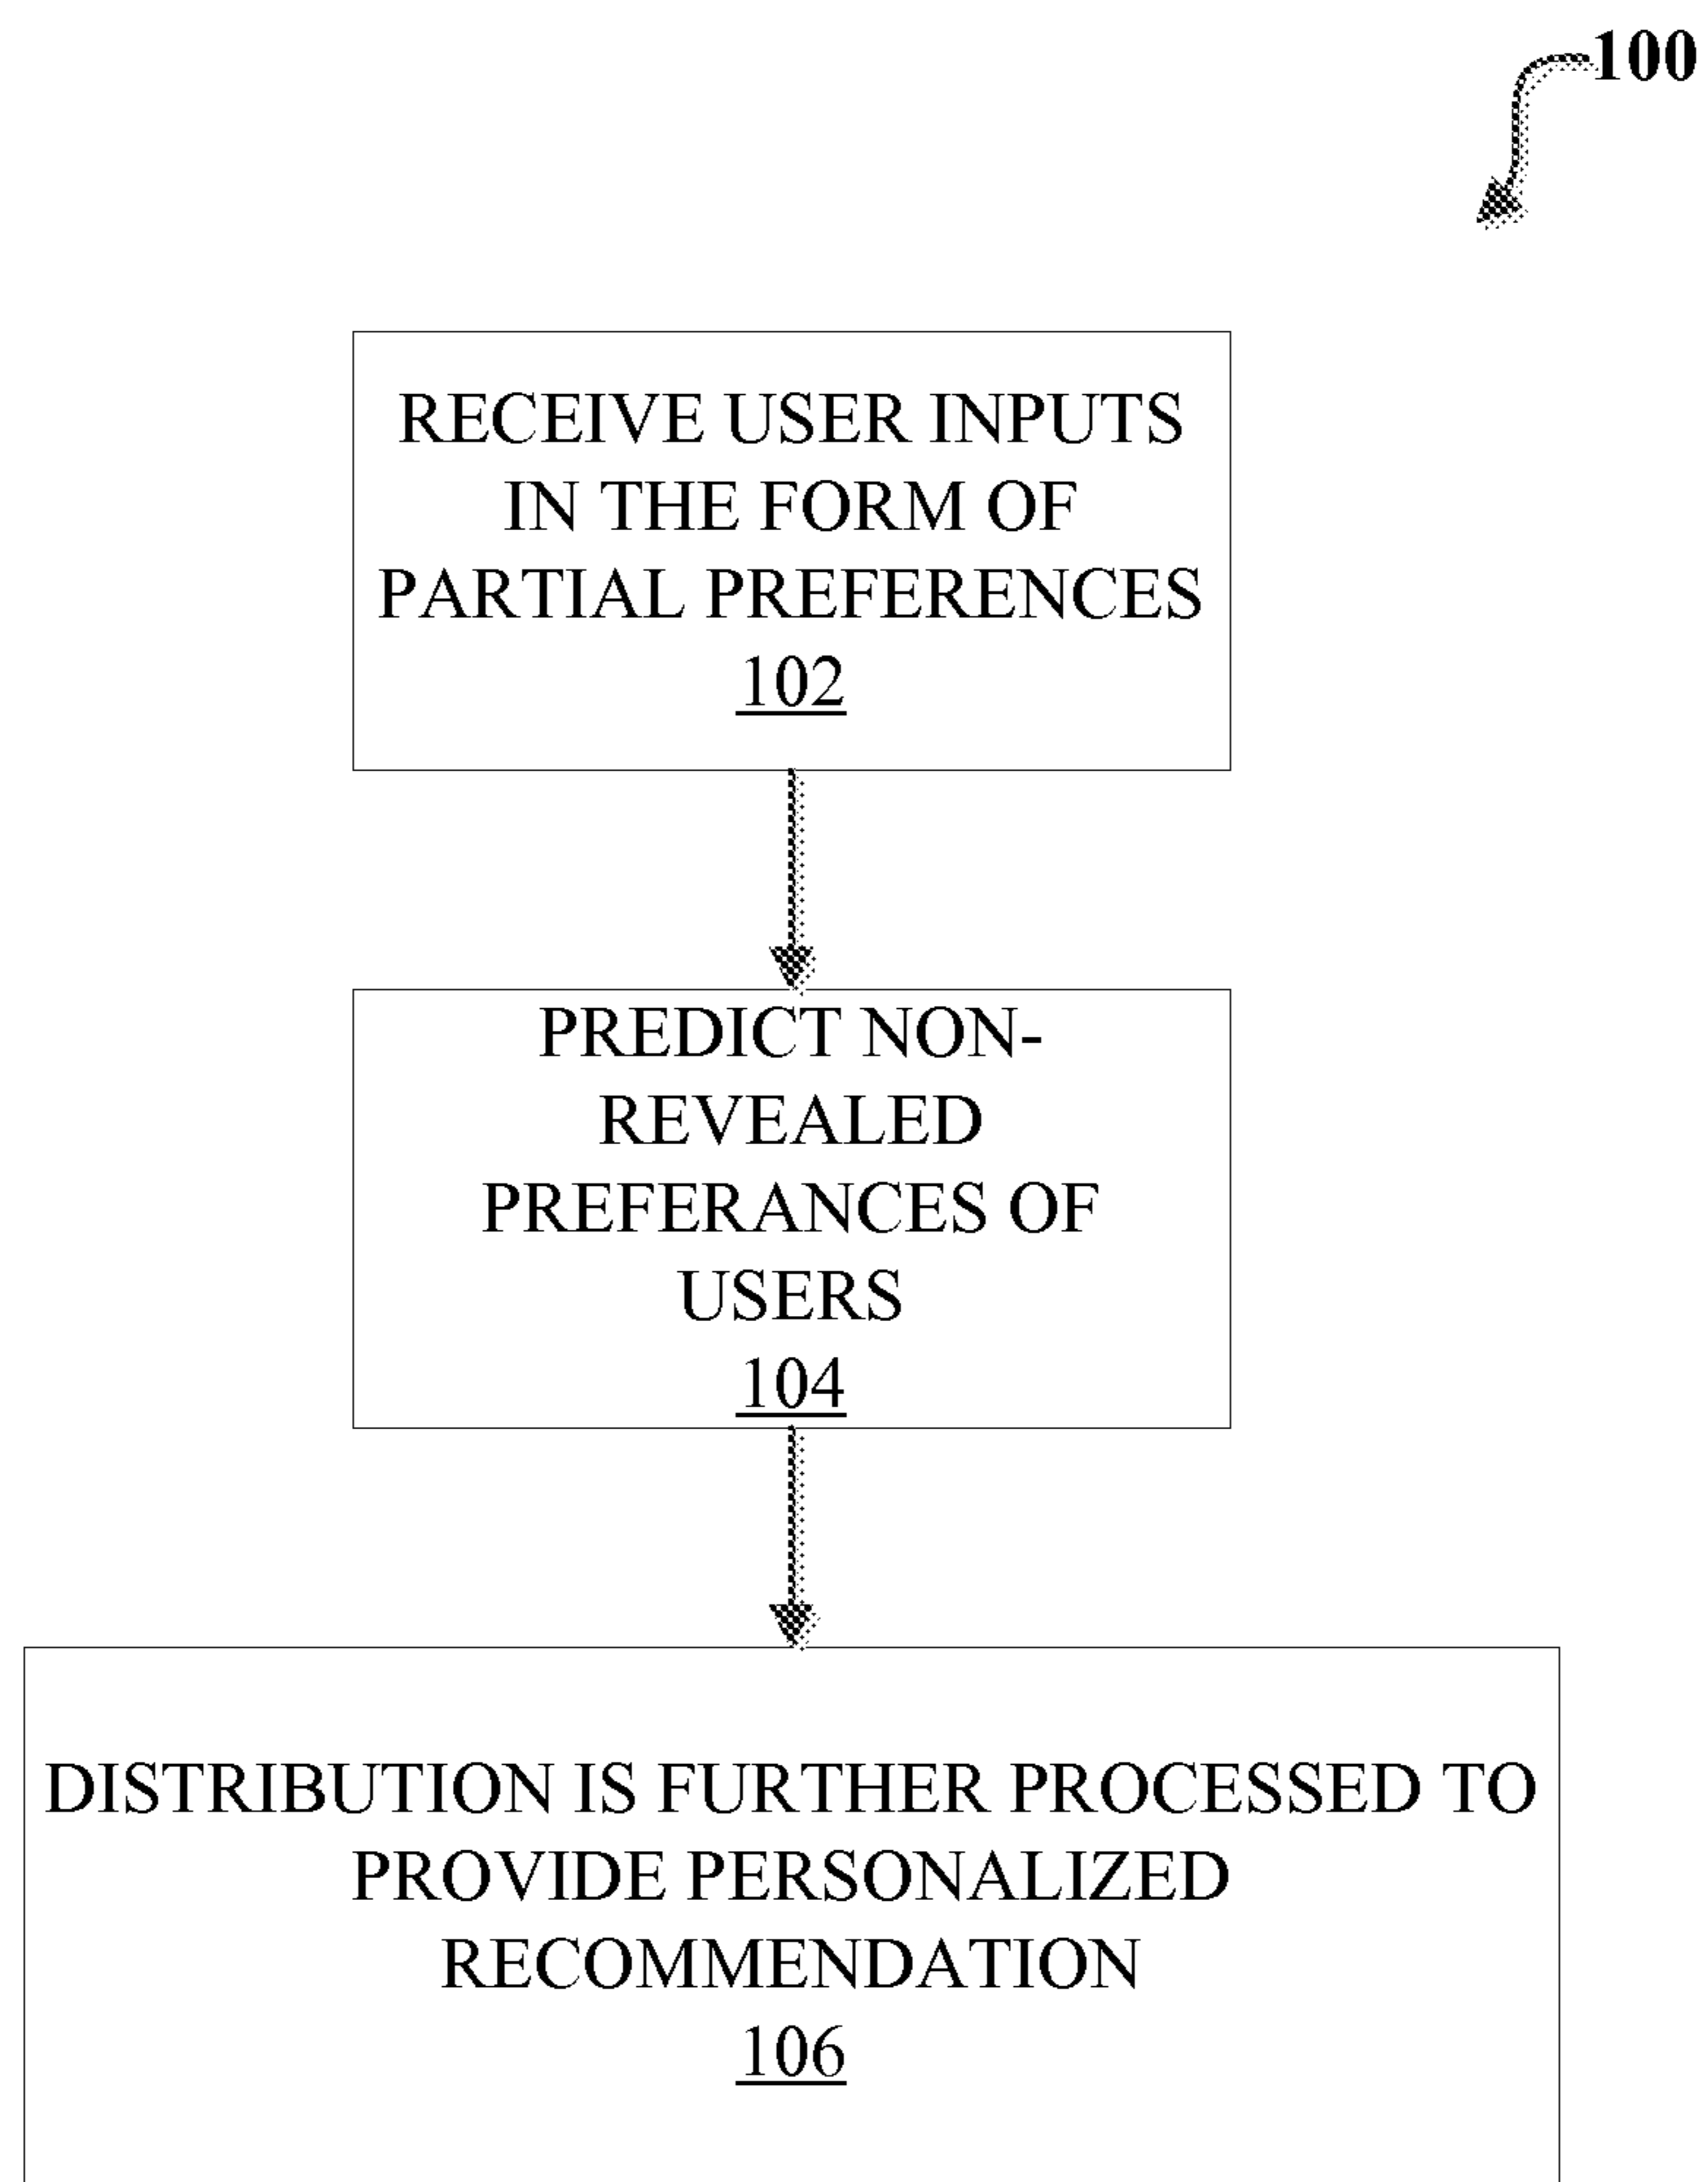 100
RECEIVE USER INPUTS
IN THE FORM OF
PARTIAL PREFERENCES
102
PREDICT NON-
REVEALED
PREFERANCES OF
USERS
104
DISTRIBUTION IS FURTHER PROCESSED TO
PROVIDE PERSONALIZED
RECOMMENDATION
106